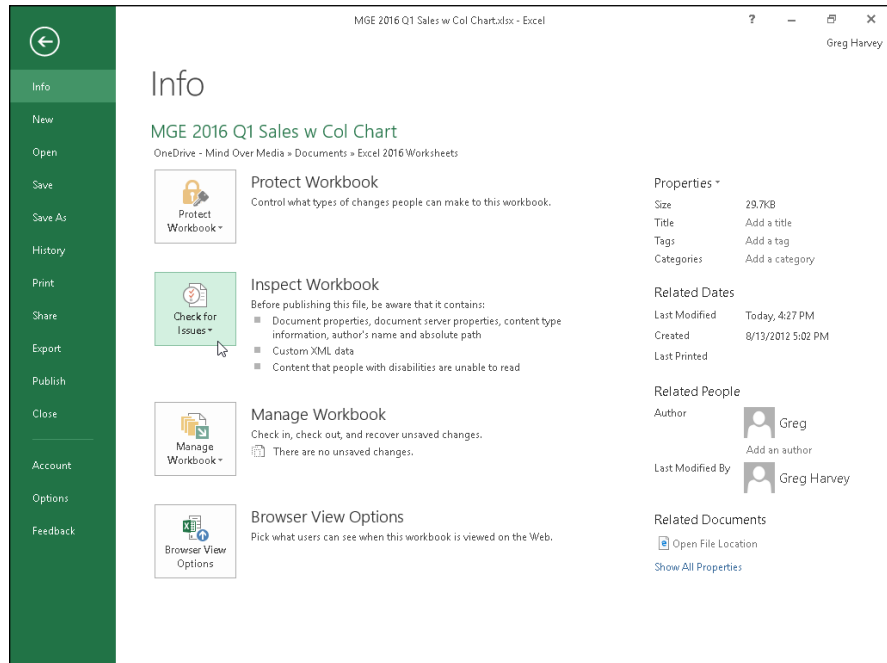 MGE 2016 Q1 Sales w Col Chart.xlsx - Excel
?
Greg Harvey
Info
New
Open
Save
Save As
History
Print
Share
Export
Publish
Close
Account
Options
Feedback
Info
MGE 2016 Q1 Sales w Col Chart
OneDrive - Mind Over Media » Documents » Excel 2016 Worksheets
Protect
Workbook
Protect Workbook
Control what types of changes people can make to this workbook.
Check for
Issues
Inspect Workbook
Before publishing this file, be aware that it contains:
Document properties, document server properties, content type
information, author's name and absolute path
Custom XML data
Content that people with disabilities are unable to read
Manage
Workbook
Manage Workbook
Check in, check out, and recover unsaved changes.
There are no unsaved changes.
Browser View
Options
Browser View Options
Pick what users can see when this workbook is viewed on the Web.
Properties
Size 29.7KB
Title Add a title
Tags Add a tag
Categories Add a category
Related Dates
Last Modified Today, 4:27 PM
Created 8/13/2012 5:02 PM
Last Printed
Related People
Author Greg
Add an author
Last Modified By Greg Harvey
Related Documents
Open File Location
Show All Properties